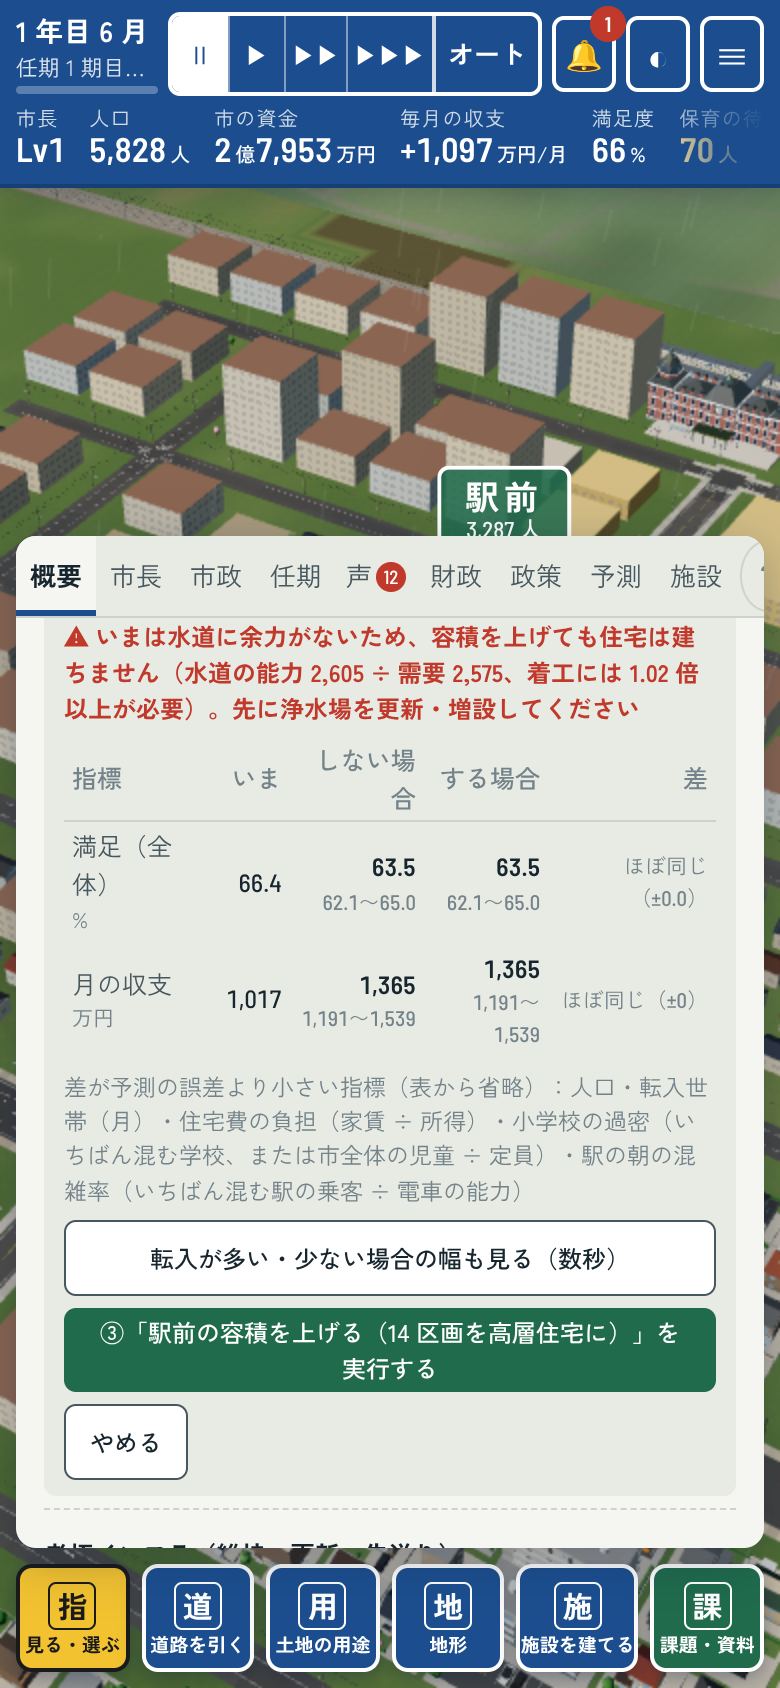 1 年目 6 月
任期 1 期目…
オート
1
市長 人口 市の資金 毎月の収支 満足度 保育の待
Lv1 5,828 人 2 億 7,953 万円 +1,097 万円/月 66 % 70 人
駅前
3,287 人
概要 市長 市政 任期 声 12 財政 政策 予測 施設
⚠ いまは水道に余力がないため、容積を上げても住宅は建
ちません（水道の能力 2,605 ÷ 需要 2,575、着工には 1.02 倍
以上が必要）。先に浄水場を更新・増設してください
指標 いま しない場合 する場合 差
満足（全体） % 66.4 63.5 62.1～65.0 63.5 62.1～65.0 ほぼ同じ（±0.0）
月の収支 万円 1,017 1,365 1,191～1,539 1,365 1,191～1,539 ほぼ同じ（±0）
差が予測の誤差より小さい指標（表から省略）：人口・転入世
帯（月）・住宅費の負担（家賃 ÷ 所得）・小学校の過密（い
ちばん混む学校、または市全体の児童 ÷ 定員）・駅の朝の混
雑率（いちばん混む駅の乗客 ÷ 電車の能力）
転入が多い・少ない場合の幅も見る（数秒）
③「駅前の容積を上げる（14 区画を高層住宅に）」を
実行する
やめる
指 道 用 地 施 課
見る・選ぶ 道路を引く 土地の用途 地形 施設を建てる 課題・資料